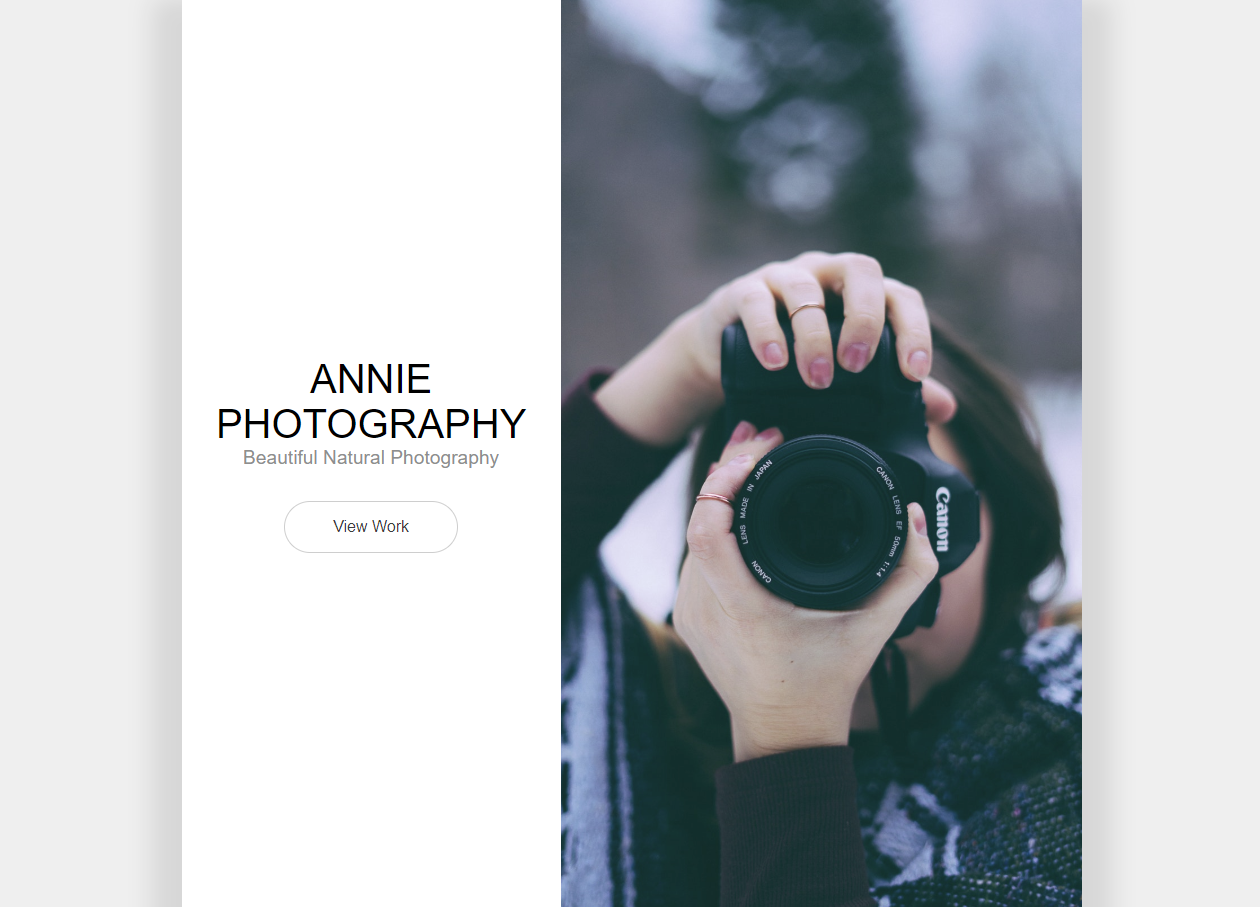 ANNIE
PHOTOGRAPHY
Beautiful Natural Photography
View Work
CANON LENS EF 50mm 1:1.4
CANON LENS MADE IN JAPAN
Canon